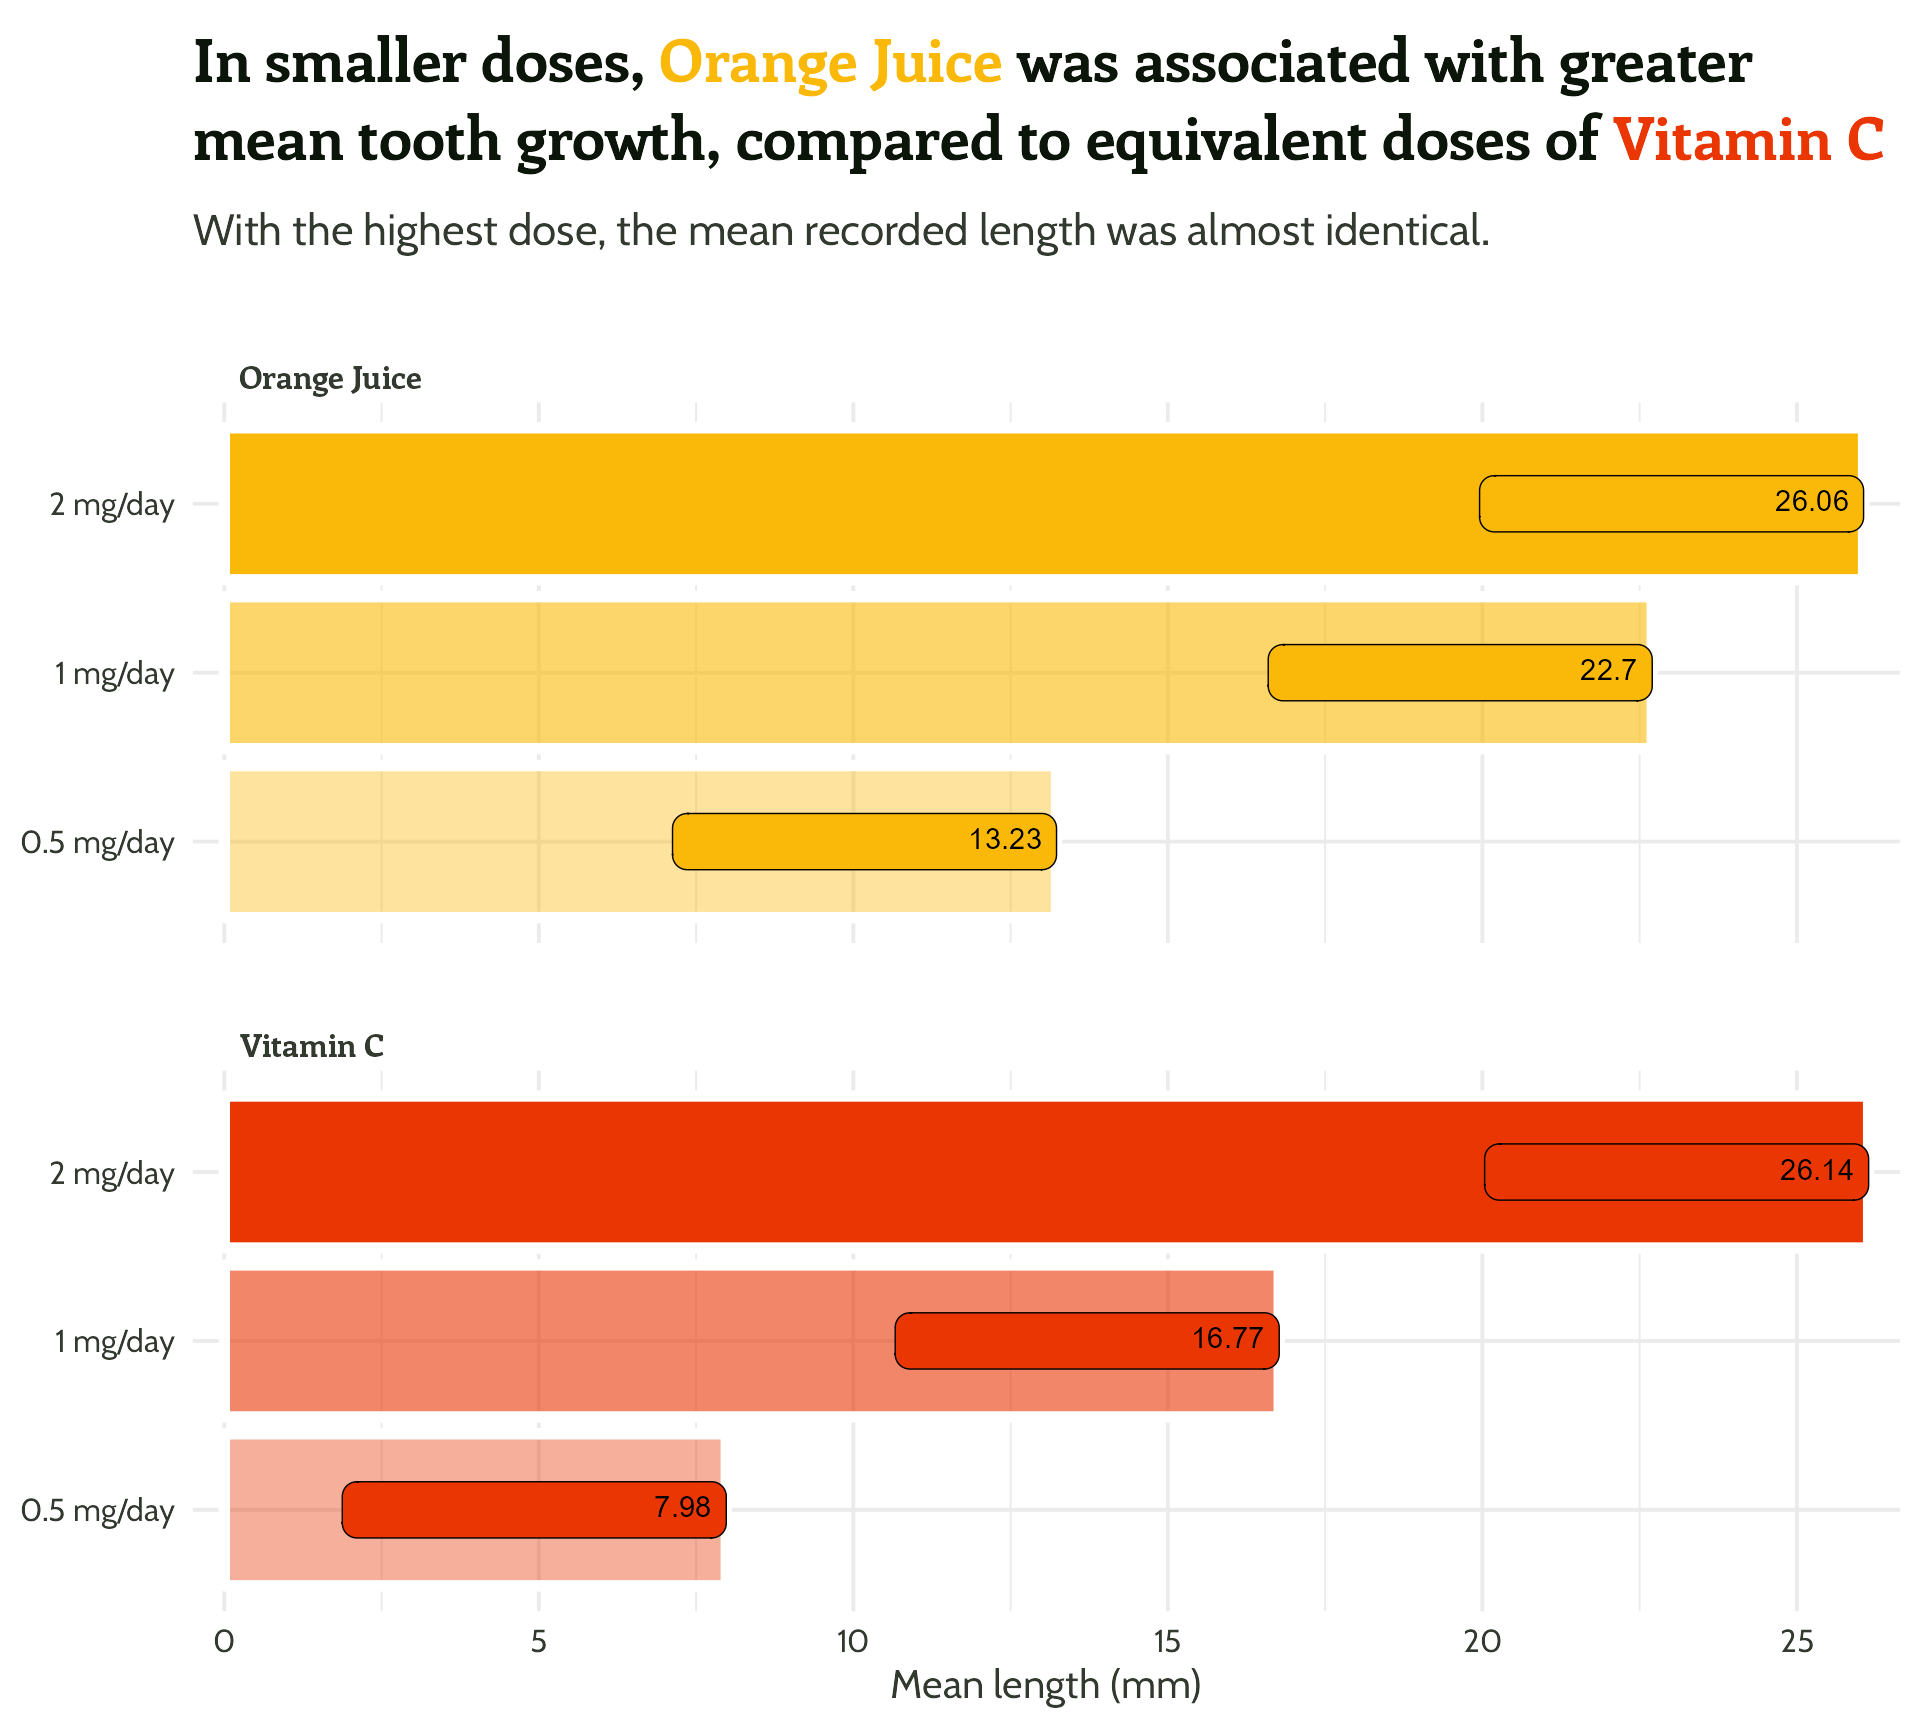 In smaller doses, Orange Juice was associated with greater
mean tooth growth, compared to equivalent doses of Vitamin C
With the highest dose, the mean recorded length was almost identical.
Orange Juice
2 mg/day 26.06
1 mg/day 22.7
0.5 mg/day 13.23
Vitamin C
2 mg/day 26.14
1 mg/day 16.77
0.5 mg/day 7.98
0 5 10 15 20 25
Mean length (mm)